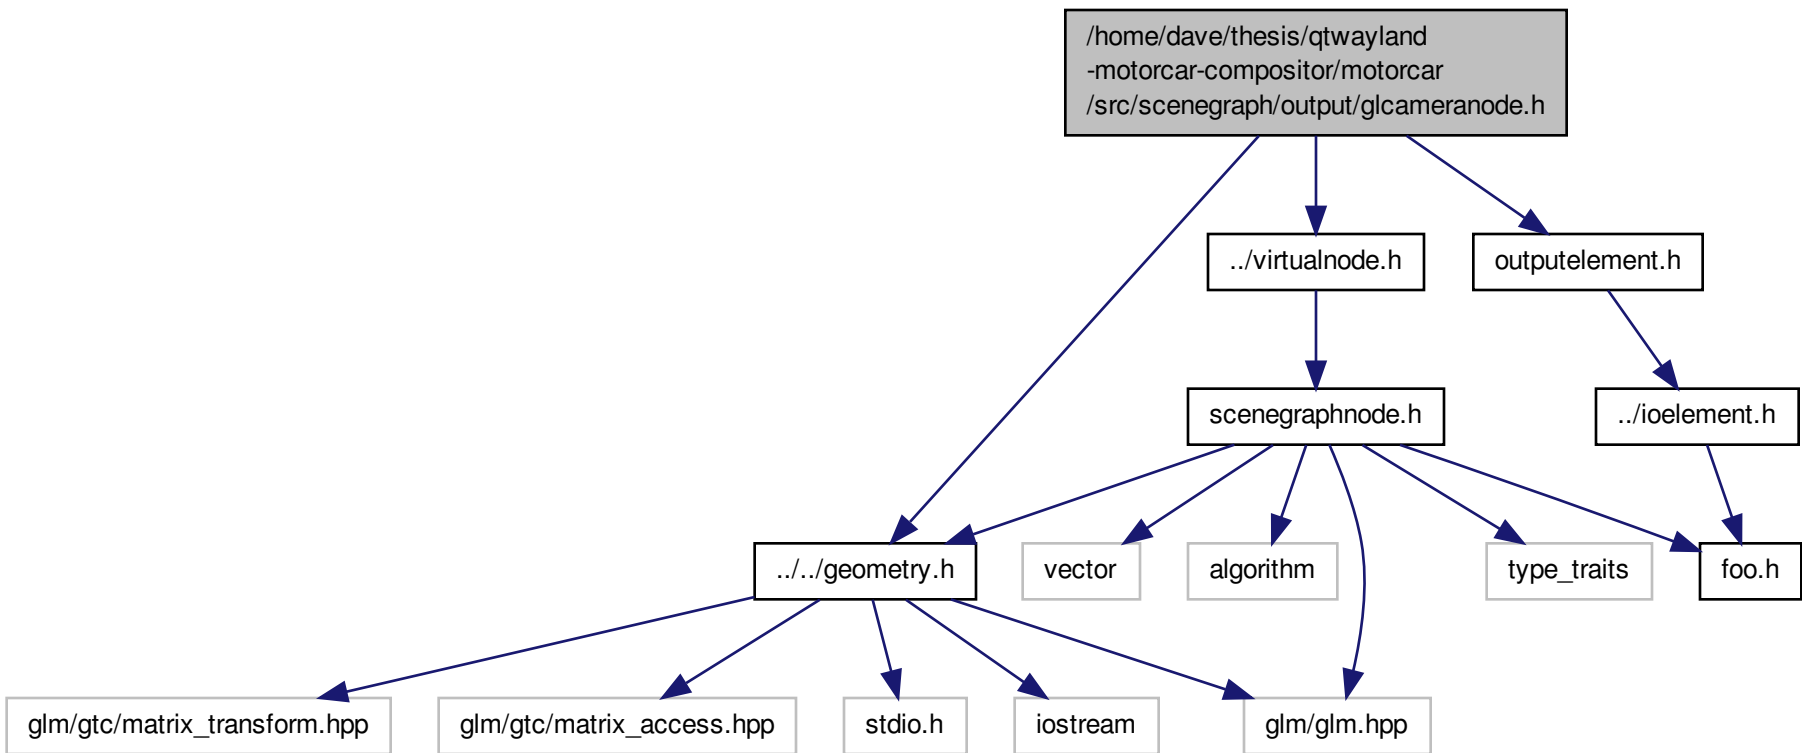 /home/dave/thesis/qtwayland
-motorcar-compositor/motorcar
/src/scenegraph/output/glcameranode.h
../virtualnode.h
outputelement.h
scenegraphnode.h
../ioelement.h
../../geometry.h
vector
algorithm
type_traits
foo.h
glm/gtc/matrix_transform.hpp
glm/gtc/matrix_access.hpp
stdio.h
iostream
glm/glm.hpp